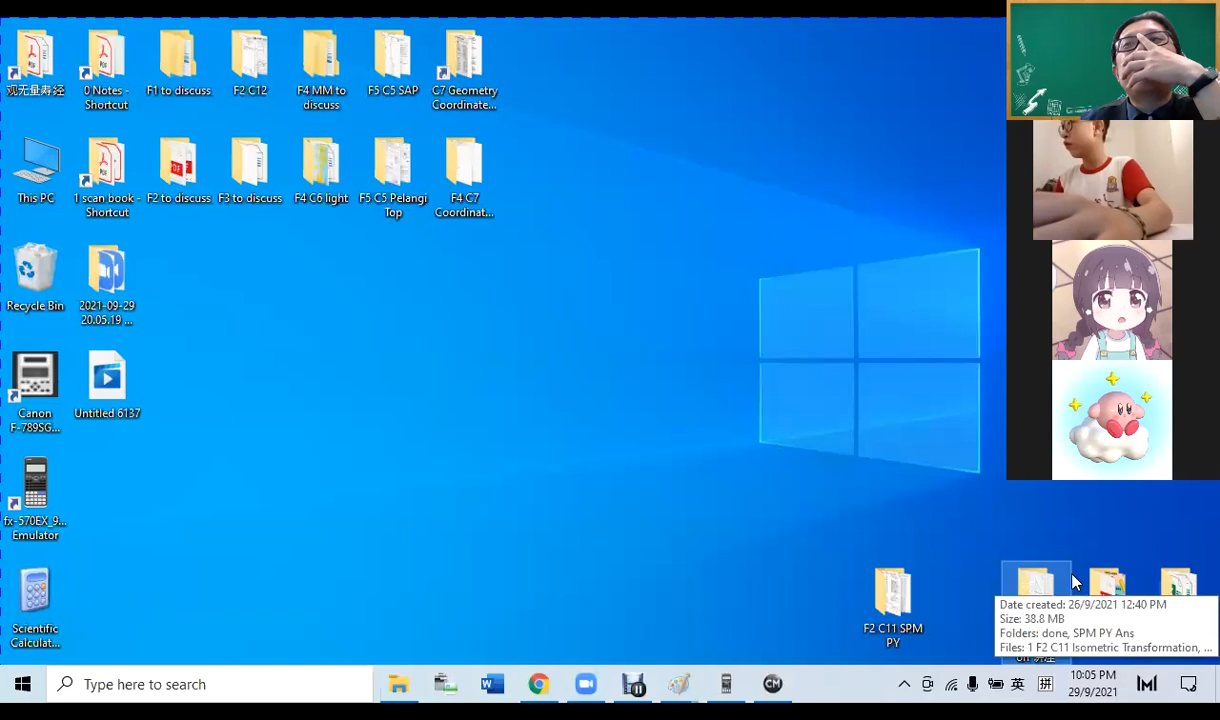 观无量寿经
0 Notes -
Shortcut
F1 to discuss
F2 C12
F4 MM to
discuss
F5 C5 SAP
C7 Geometry
Coordinate...
This PC
1 scan book -
Shortcut
F2 to discuss
F3 to discuss
F4 C6 light
F5 C5 Pelangi
Top
F4 C7
Coordinat...
Recycle Bin
2021-09-29
20.05.19 ...
Canon
F-789SG...
Untitled 6137
fx-570EX_9...
Emulator
Scientific
Calculat...
F2 C11 SPM
PY
Date created: 26/9/2021 12:40 PM
Size: 38.8 MB
Folders: done, SPM PY Ans
Files: 1 F2 C11 Isometric Transformation, ...
Type here to search
英
拼
10:05 PM
29/9/2021